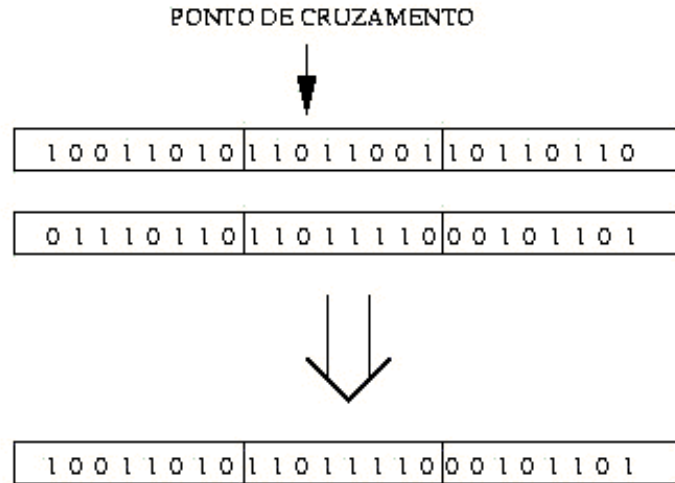 PONTO DE CRUZAMENTO
1 0 0 1 1 0 1 0 1 1 0 1 1 0 0 1 1 0 1 1 0 1 1 0
0 1 1 1 0 1 1 0 1 1 0 1 1 1 1 0 0 0 1 0 1 1 0 1
1 0 0 1 1 0 1 0 1 1 0 1 1 1 1 0 0 0 1 0 1 1 0 1